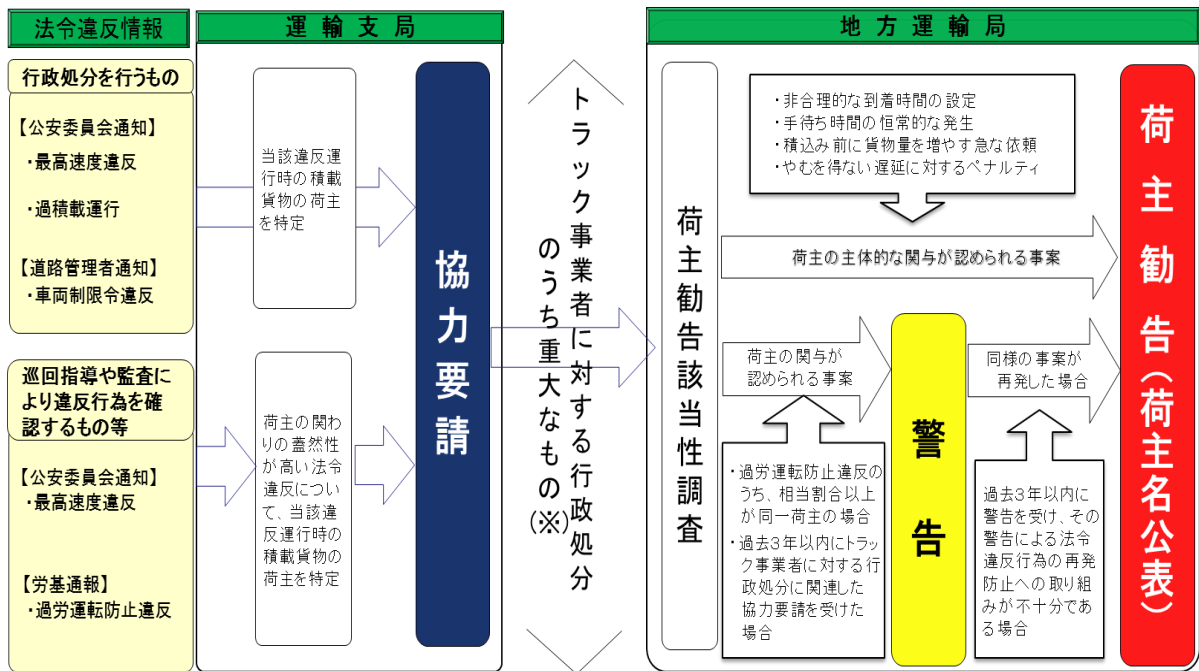 法令違反情報
行政処分を行うもの
【公安委員会通知】
・最高速度違反
・過積載運行
【道路管理者通知】
・車両制限令違反
巡回指導や監査に
より違反行為を確
認するもの等
【公安委員会通知】
・最高速度違反
【労基通報】
・過労運転防止違反
運輸支局
当該違反運
行時の積載
貨物の荷主
を特定
荷主の関わ
りの蓋然性
が高い法令
違反につい
て、当該違
反運行時の
積載貨物の
荷主を特定
協力要請
トラック事業者に対する行政処分
のうち重大なもの(※)
地方運輸局
荷主勧告該当性調査
・非合理的な到着時間の設定
・手待ち時間の恒常的な発生
・積込み前に貨物量を増やす急な依頼
・やむを得ない遅延に対するペナルティ
荷主の主体的な関与が認められる事案
荷主の関与が
認められる事案
・過労運転防止違反の
うち、相当割合以上
が同一荷主の場合
・過去3年以内にトラッ
ク事業者に対する行
政処分に関連した
協力要請を受けた
場合
警告
同様の事案が
再発した場合
過去3年以内に
警告を受け、その
警告による法令
違反行為の再発
防止への取り組
みが不十分であ
る場合
荷主勧告(荷主名公表)